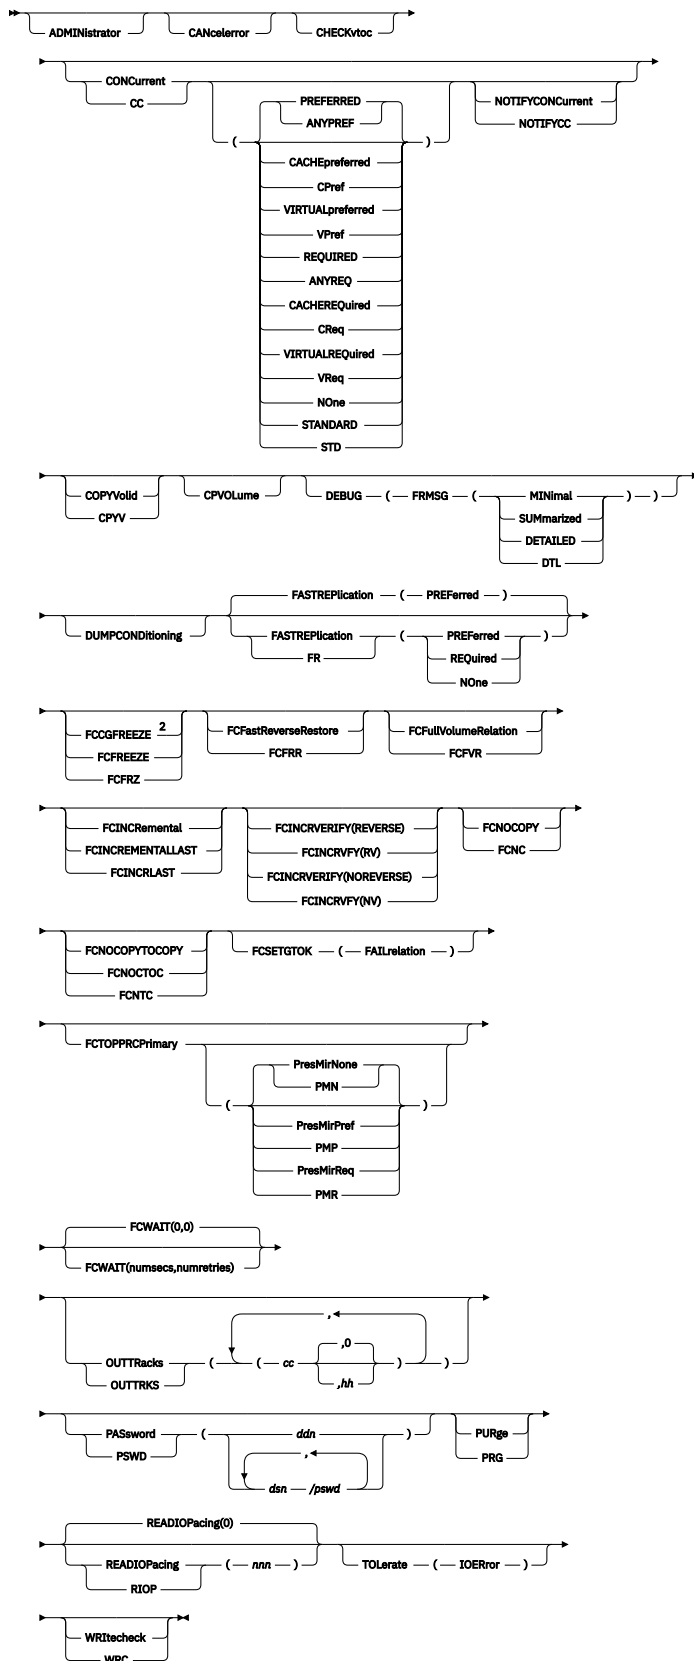 ADMINistrator CANcelerror CHECKvtoc
CONCurrent
CC
PREFERRED
ANYPREF
NOTIFYCONCurrent
NOTIFYCC
( )
CACHEpreferred
CPref
VIRTUALpreferred
VPref
REQUIRED
ANYREQ
CACHEREQuired
CReq
VIRTUALREQuired
VReq
NOne
STANDARD
STD
COPYVolid CPVOLume DEBUG ( FRMSG ( MINimal ) )
CPYV SUMmarized
DETAILED
DTL
FASTREPlication ( PREFerred )
DUMPCONDitioning FASTREPlication ( PREFerred )
FR REQuired
NOne
FCCGFREEZE 2 FCFastReverseRestore FCFullVolumeRelation
FCFREEZE FCFRR FCFVR
FCFRZ
FCINCRemental FCINCRVERIFY(REVERSE) FCNOCOPY
FCINCREMENTALLAST FCINCRVFY(RV) FCNC
FCINCRLAST FCINCRVERIFY(NOREVERSE)
FCINCRVFY(NV)
FCNOCOPYTOCOPY FCSETGTOK ( FAILrelation )
FCNOCTOC
FCNTC
FCTOPPRCPrimary
PresMirNone
PMN
( )
PresMirPref
PMP
PresMirReq
PMR
FCWAIT(0,0)
FCWAIT(numsecs,numretries)
,
,0
OUTTRacks ( ( cc ) )
OUTTRKS ,hh
PASsword ( ddn ) PURge
PSWD , PRG
dsn /pswd
READIOPacing(0)
READIOPacing ( nnn ) TOLerate ( IOERror )
RIOP
WRItecheck
WRC